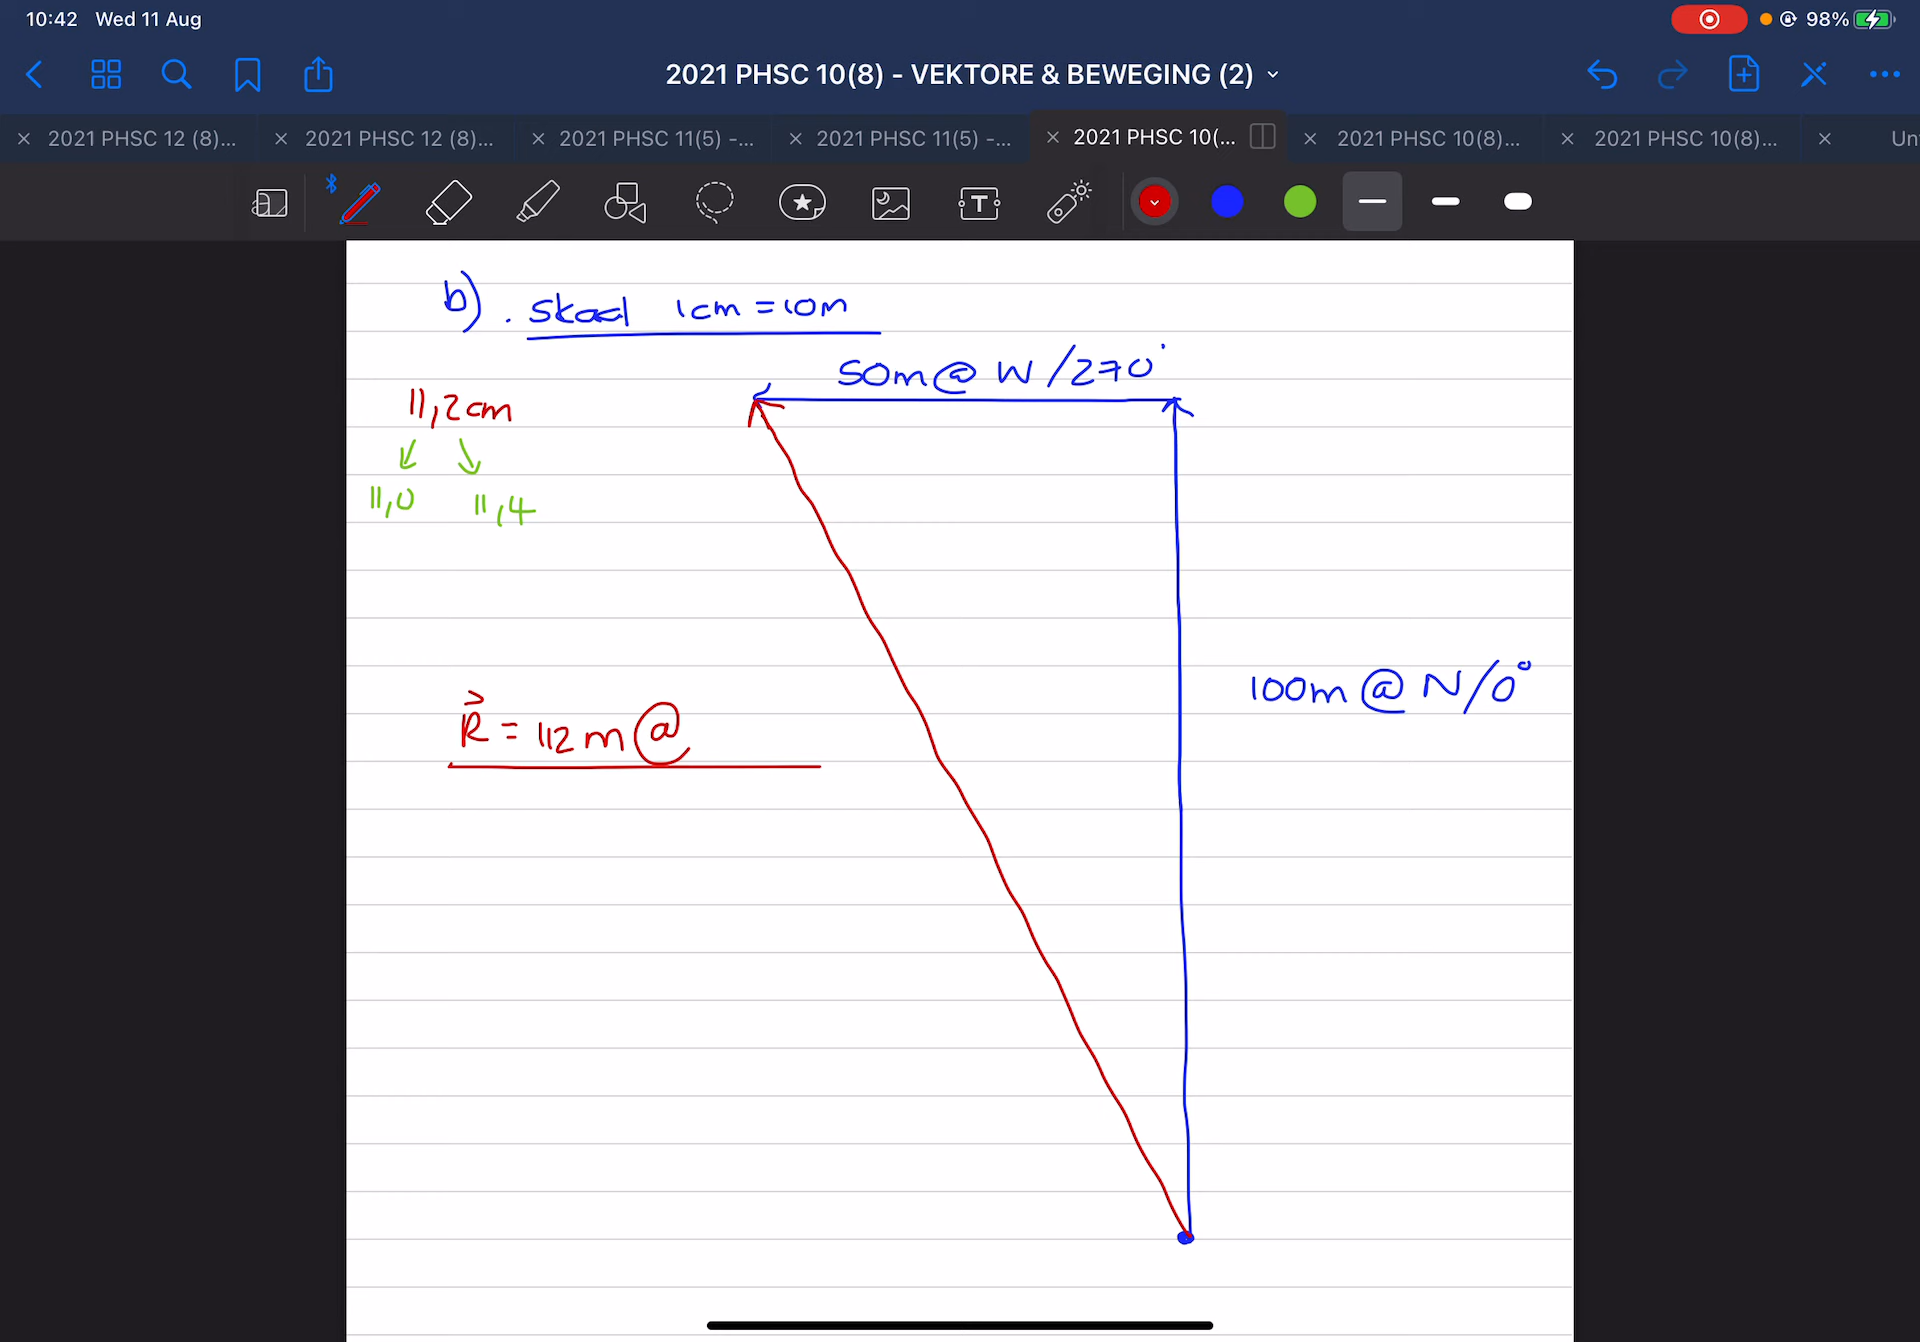 10:42 Wed 11 Aug
98%
2021 PHSC 10(8) - VEKTORE & BEWEGING (2)
2021 PHSC 12 (8)... 2021 PHSC 12 (8)... 2021 PHSC 11(5) -... 2021 PHSC 11(5) -... 2021 PHSC 10(... 2021 PHSC 10(8)... 2021 PHSC 10(8)... Un
b). skaal 1cm = 10m
50m @ W/270°
11,2cm
11,0 11,4
100m @ N/0°
R⃗ = 112m @